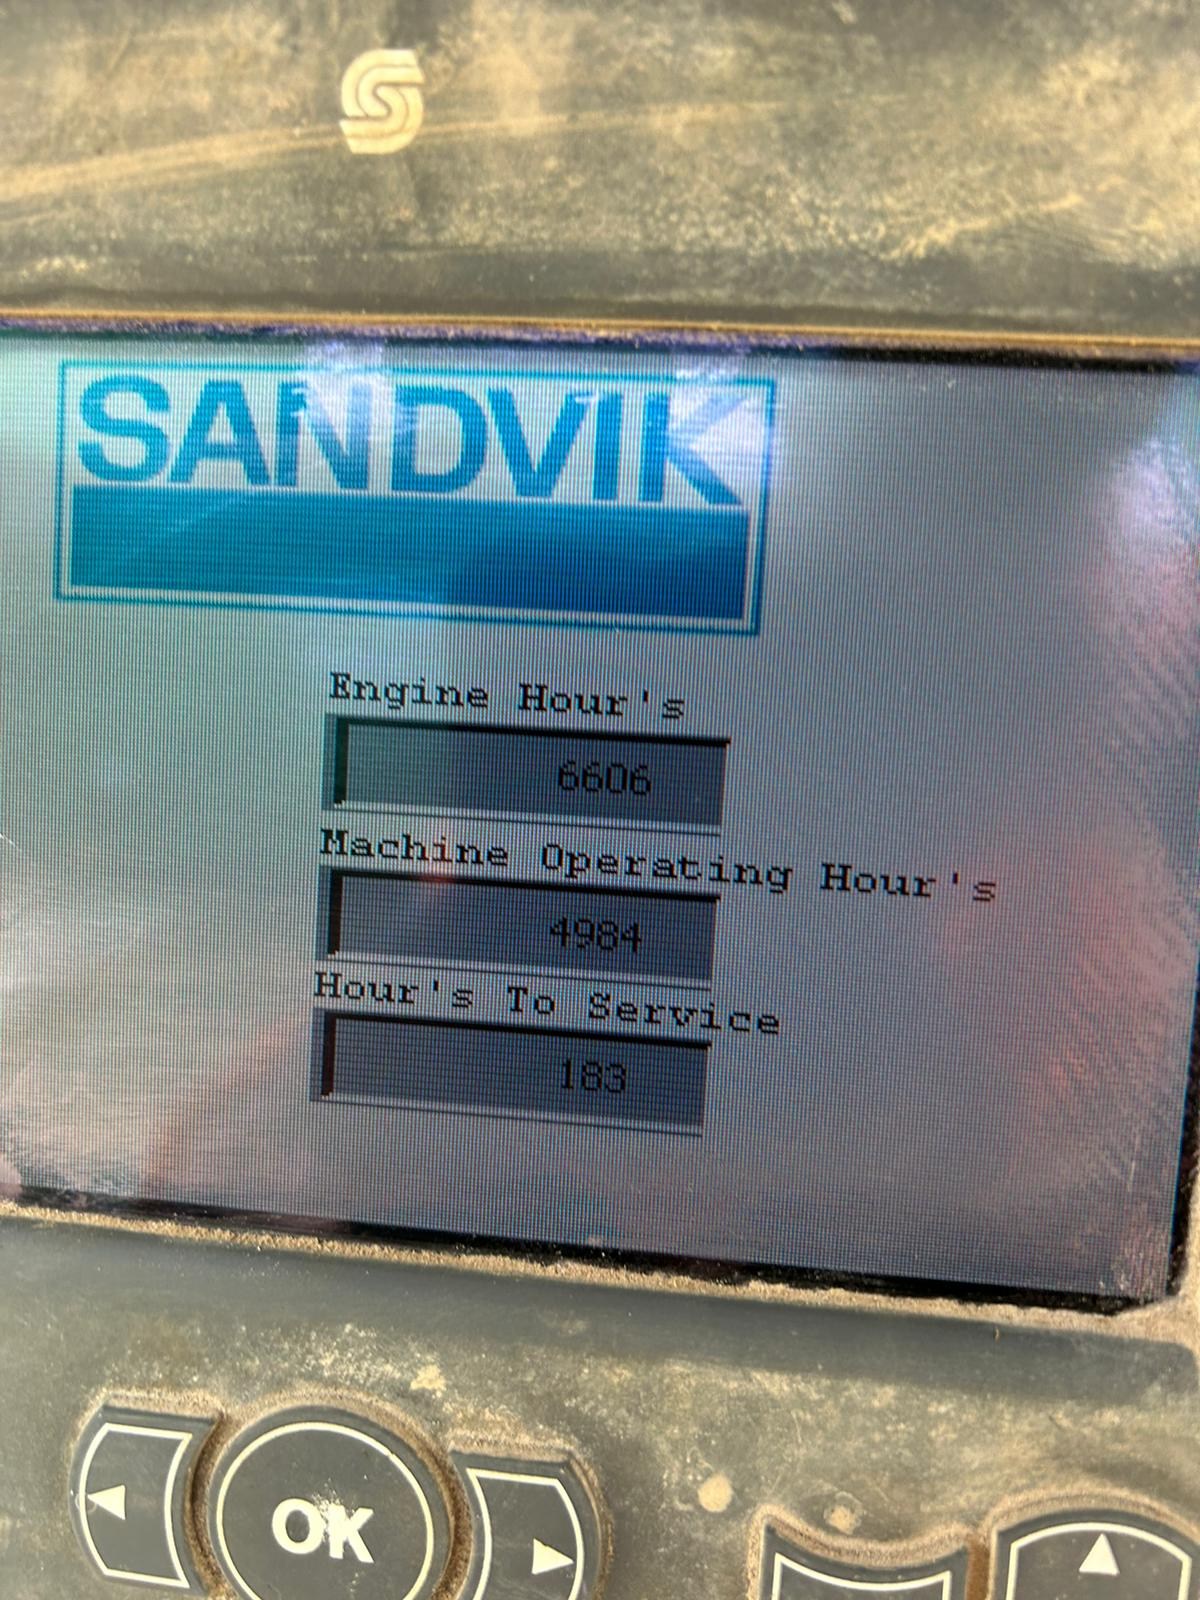 SANDVIK
Engine Hour's
6606
Machine Operating Hour's
4984
Hour's To Service
183
OK